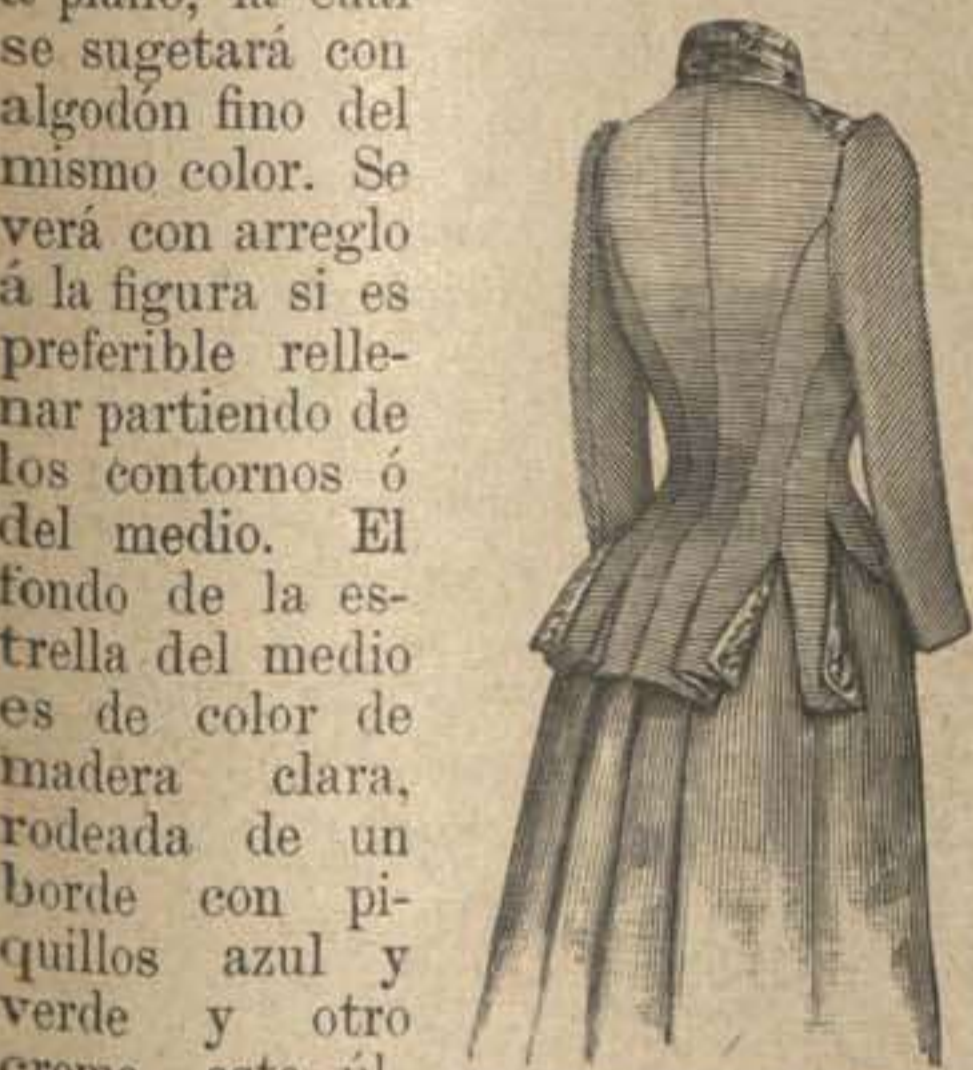 se sugetará con
algodón fino del
mismo color. Se
verá con arreglo
á la figura si es
preferible relle-
nar partiendo de
los contornos ó
del medio. El
fondo de la es-
trella del medio
es de color de
madera clara,
rodeada de un
borde con pi-
quillos azul y
verde y otro